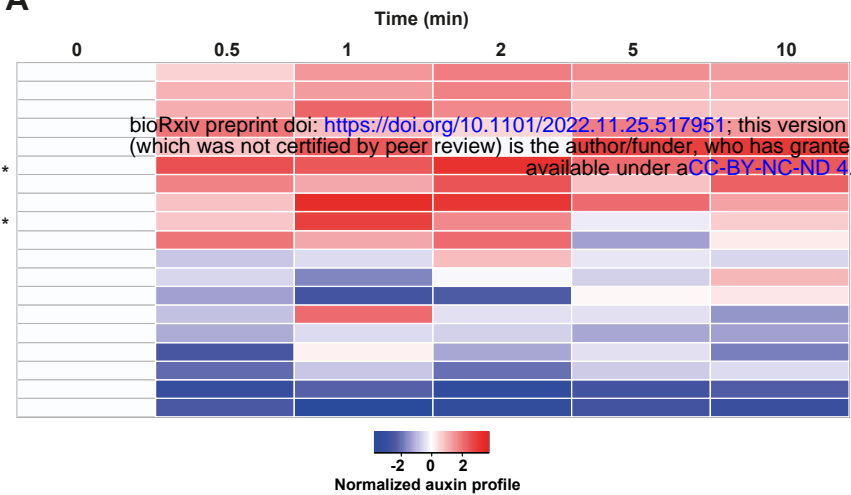 A
Time (min)
0 0.5 1 2 5 10
bioRxiv preprint doi: https://doi.org/10.1101/2022.11.25.517951; this version
(which was not certified by peer review) is the author/funder, who has grante
* available under aCC-BY-NC-ND 4.
*
-2 0 2
Normalized auxin profile